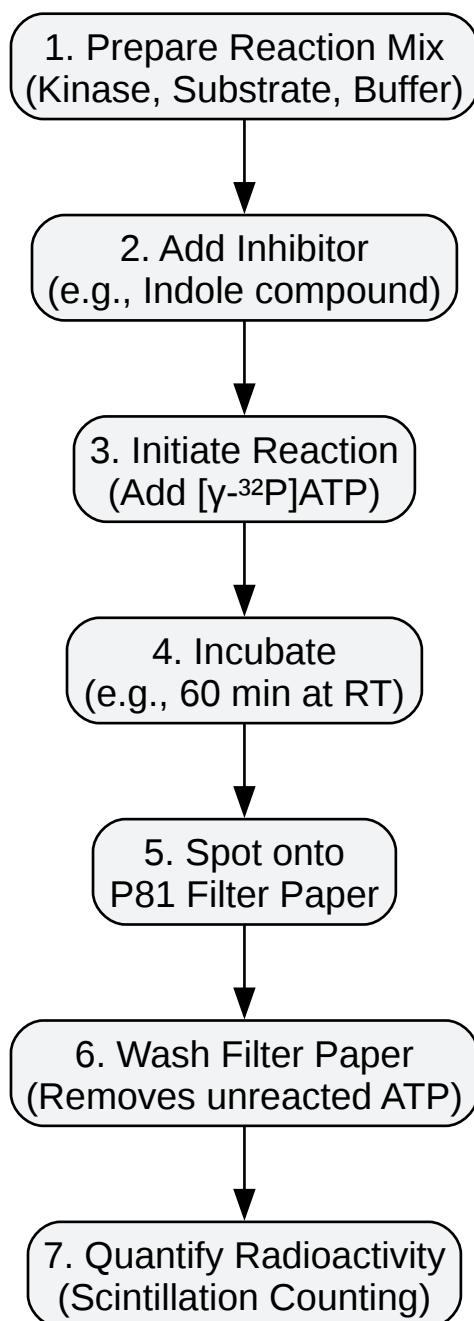 1. Prepare Reaction Mix
(Kinase, Substrate, Buffer)
2. Add Inhibitor
(e.g., Indole compound)
3. Initiate Reaction
(Add [γ-³²P]ATP)
4. Incubate
(e.g., 60 min at RT)
5. Spot onto
P81 Filter Paper
6. Wash Filter Paper
(Removes unreacted ATP)
7. Quantify Radioactivity
(Scintillation Counting)